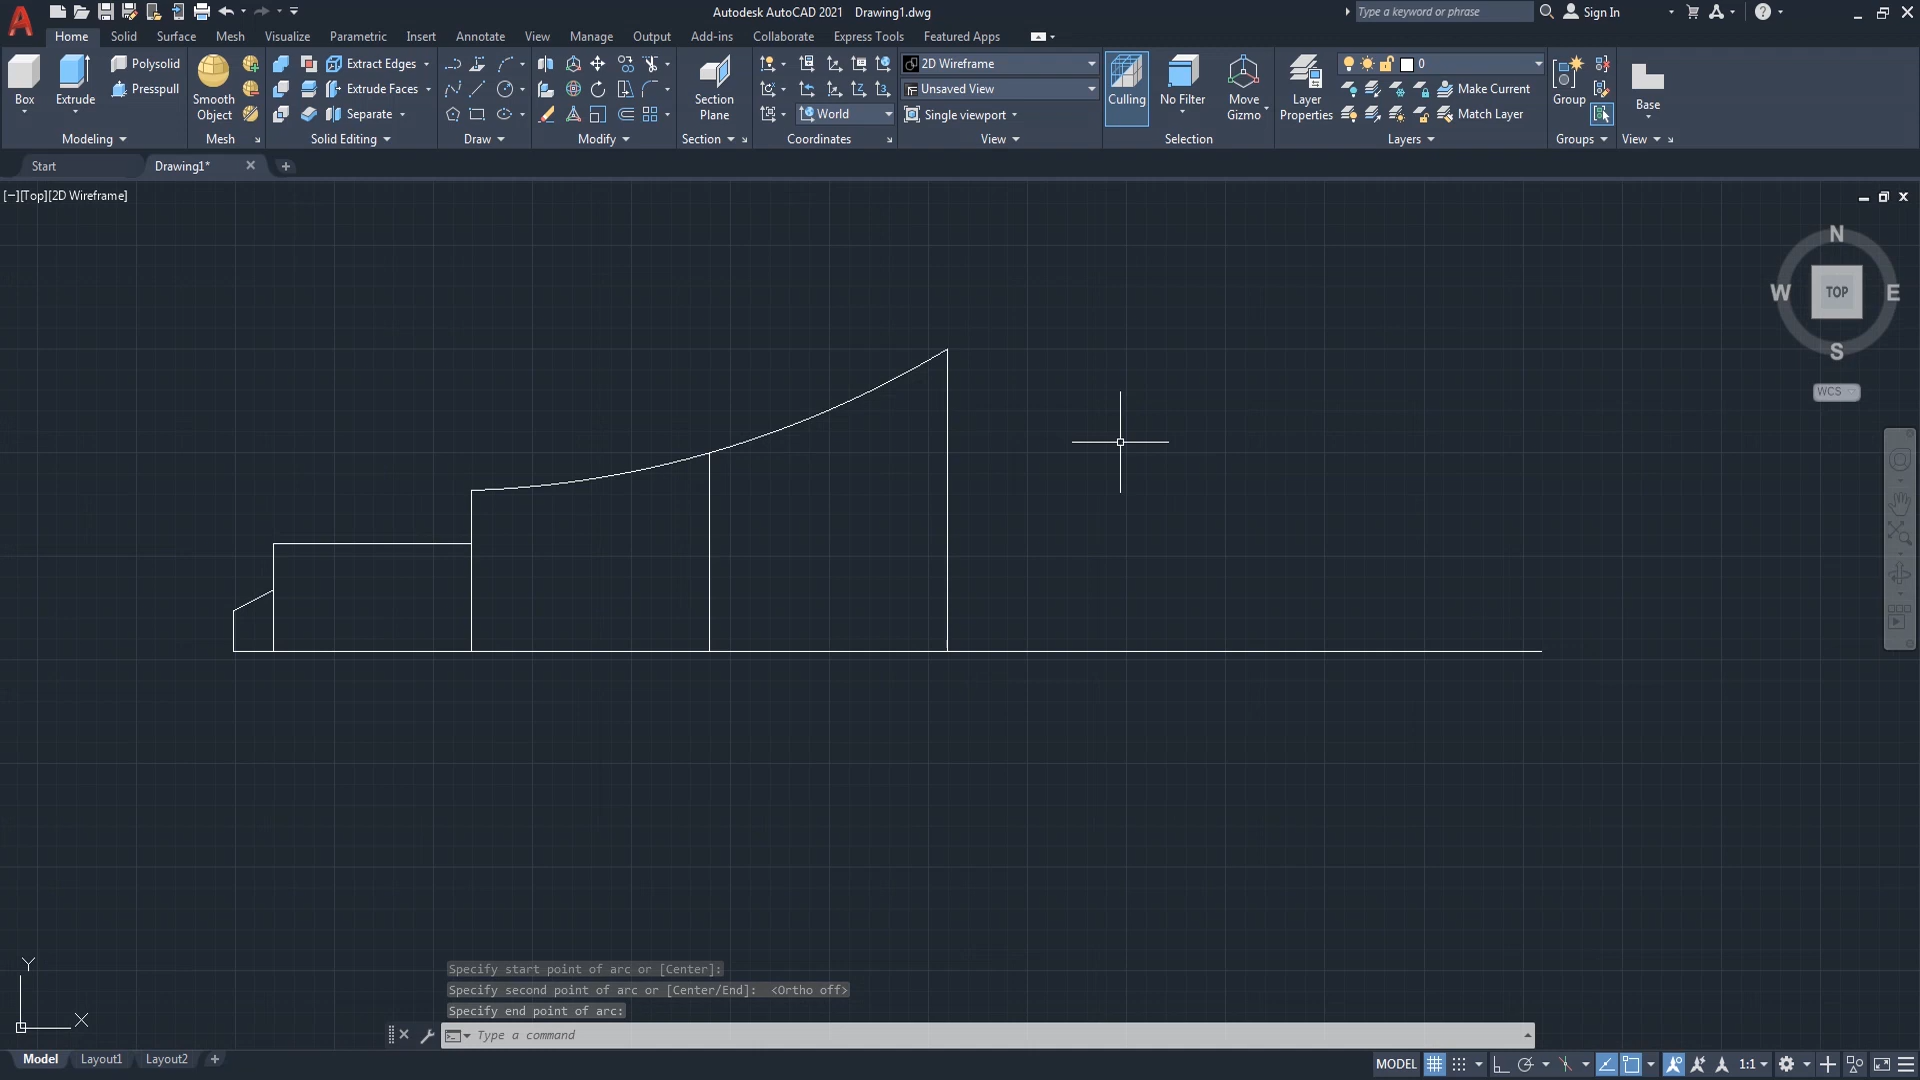 Autodesk AutoCAD 2021 Drawing1.dwg
Type a keyword or phrase
Sign In
Home Solid Surface Mesh Visualize Parametric Insert Annotate View Manage Output Add-ins Collaborate Express Tools Featured Apps
Box
Extrude
Polysolid
Presspull
Modeling
Smooth
Object
Mesh
Extract Edges
Extrude Faces
Separate
Solid Editing
Draw
Modify
Section
Plane
Section
World
Coordinates
2D Wireframe
Unsaved View
Single viewport
View
Culling
No Filter
Move
Gizmo
Selection
Layer
Properties
0
Make Current
Match Layer
Layers
Group
Groups
Base
View
Start
Drawing1*
[−][Top][2D Wireframe]
N
W
TOP
E
S
WCS
Y
X
Specify start point of arc or [Center]:
Specify second point of arc or [Center/End]: <Ortho off>
Specify end point of arc:
Type a command
Model Layout1 Layout2
MODEL
1:1